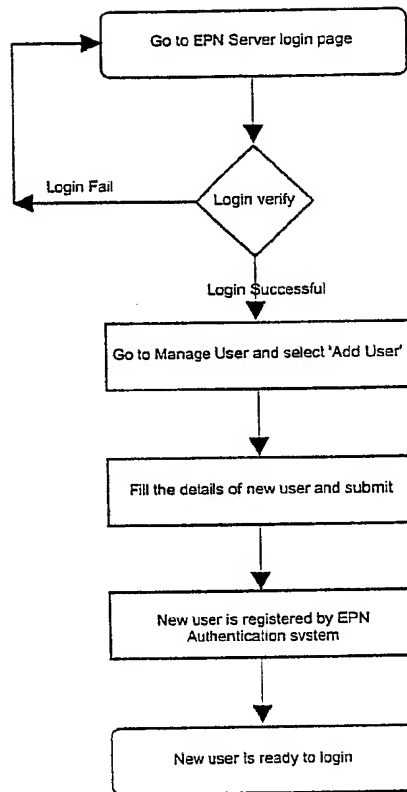 Go to EPN Server login page
Login Fail
Login verify
Login Successful
Go to Manage User and select 'Add User'
Fill the details of new user and submit
New user is registered by EPN
Authentication system
New user is ready to login